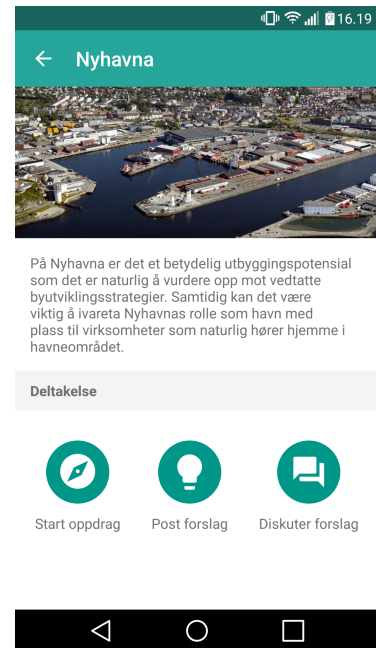 16.19
Nyhavna
På Nyhavna er det et betydelig utbyggingspotensial
som det er naturlig å vurdere opp mot vedtatte
byutviklingsstrategier. Samtidig kan det være
viktig å ivareta Nyhavnas rolle som havn med
plass til virksomheter som naturlig hører hjemme i
havneområdet.
Deltakelse
Start oppdrag
Post forslag
Diskuter forslag